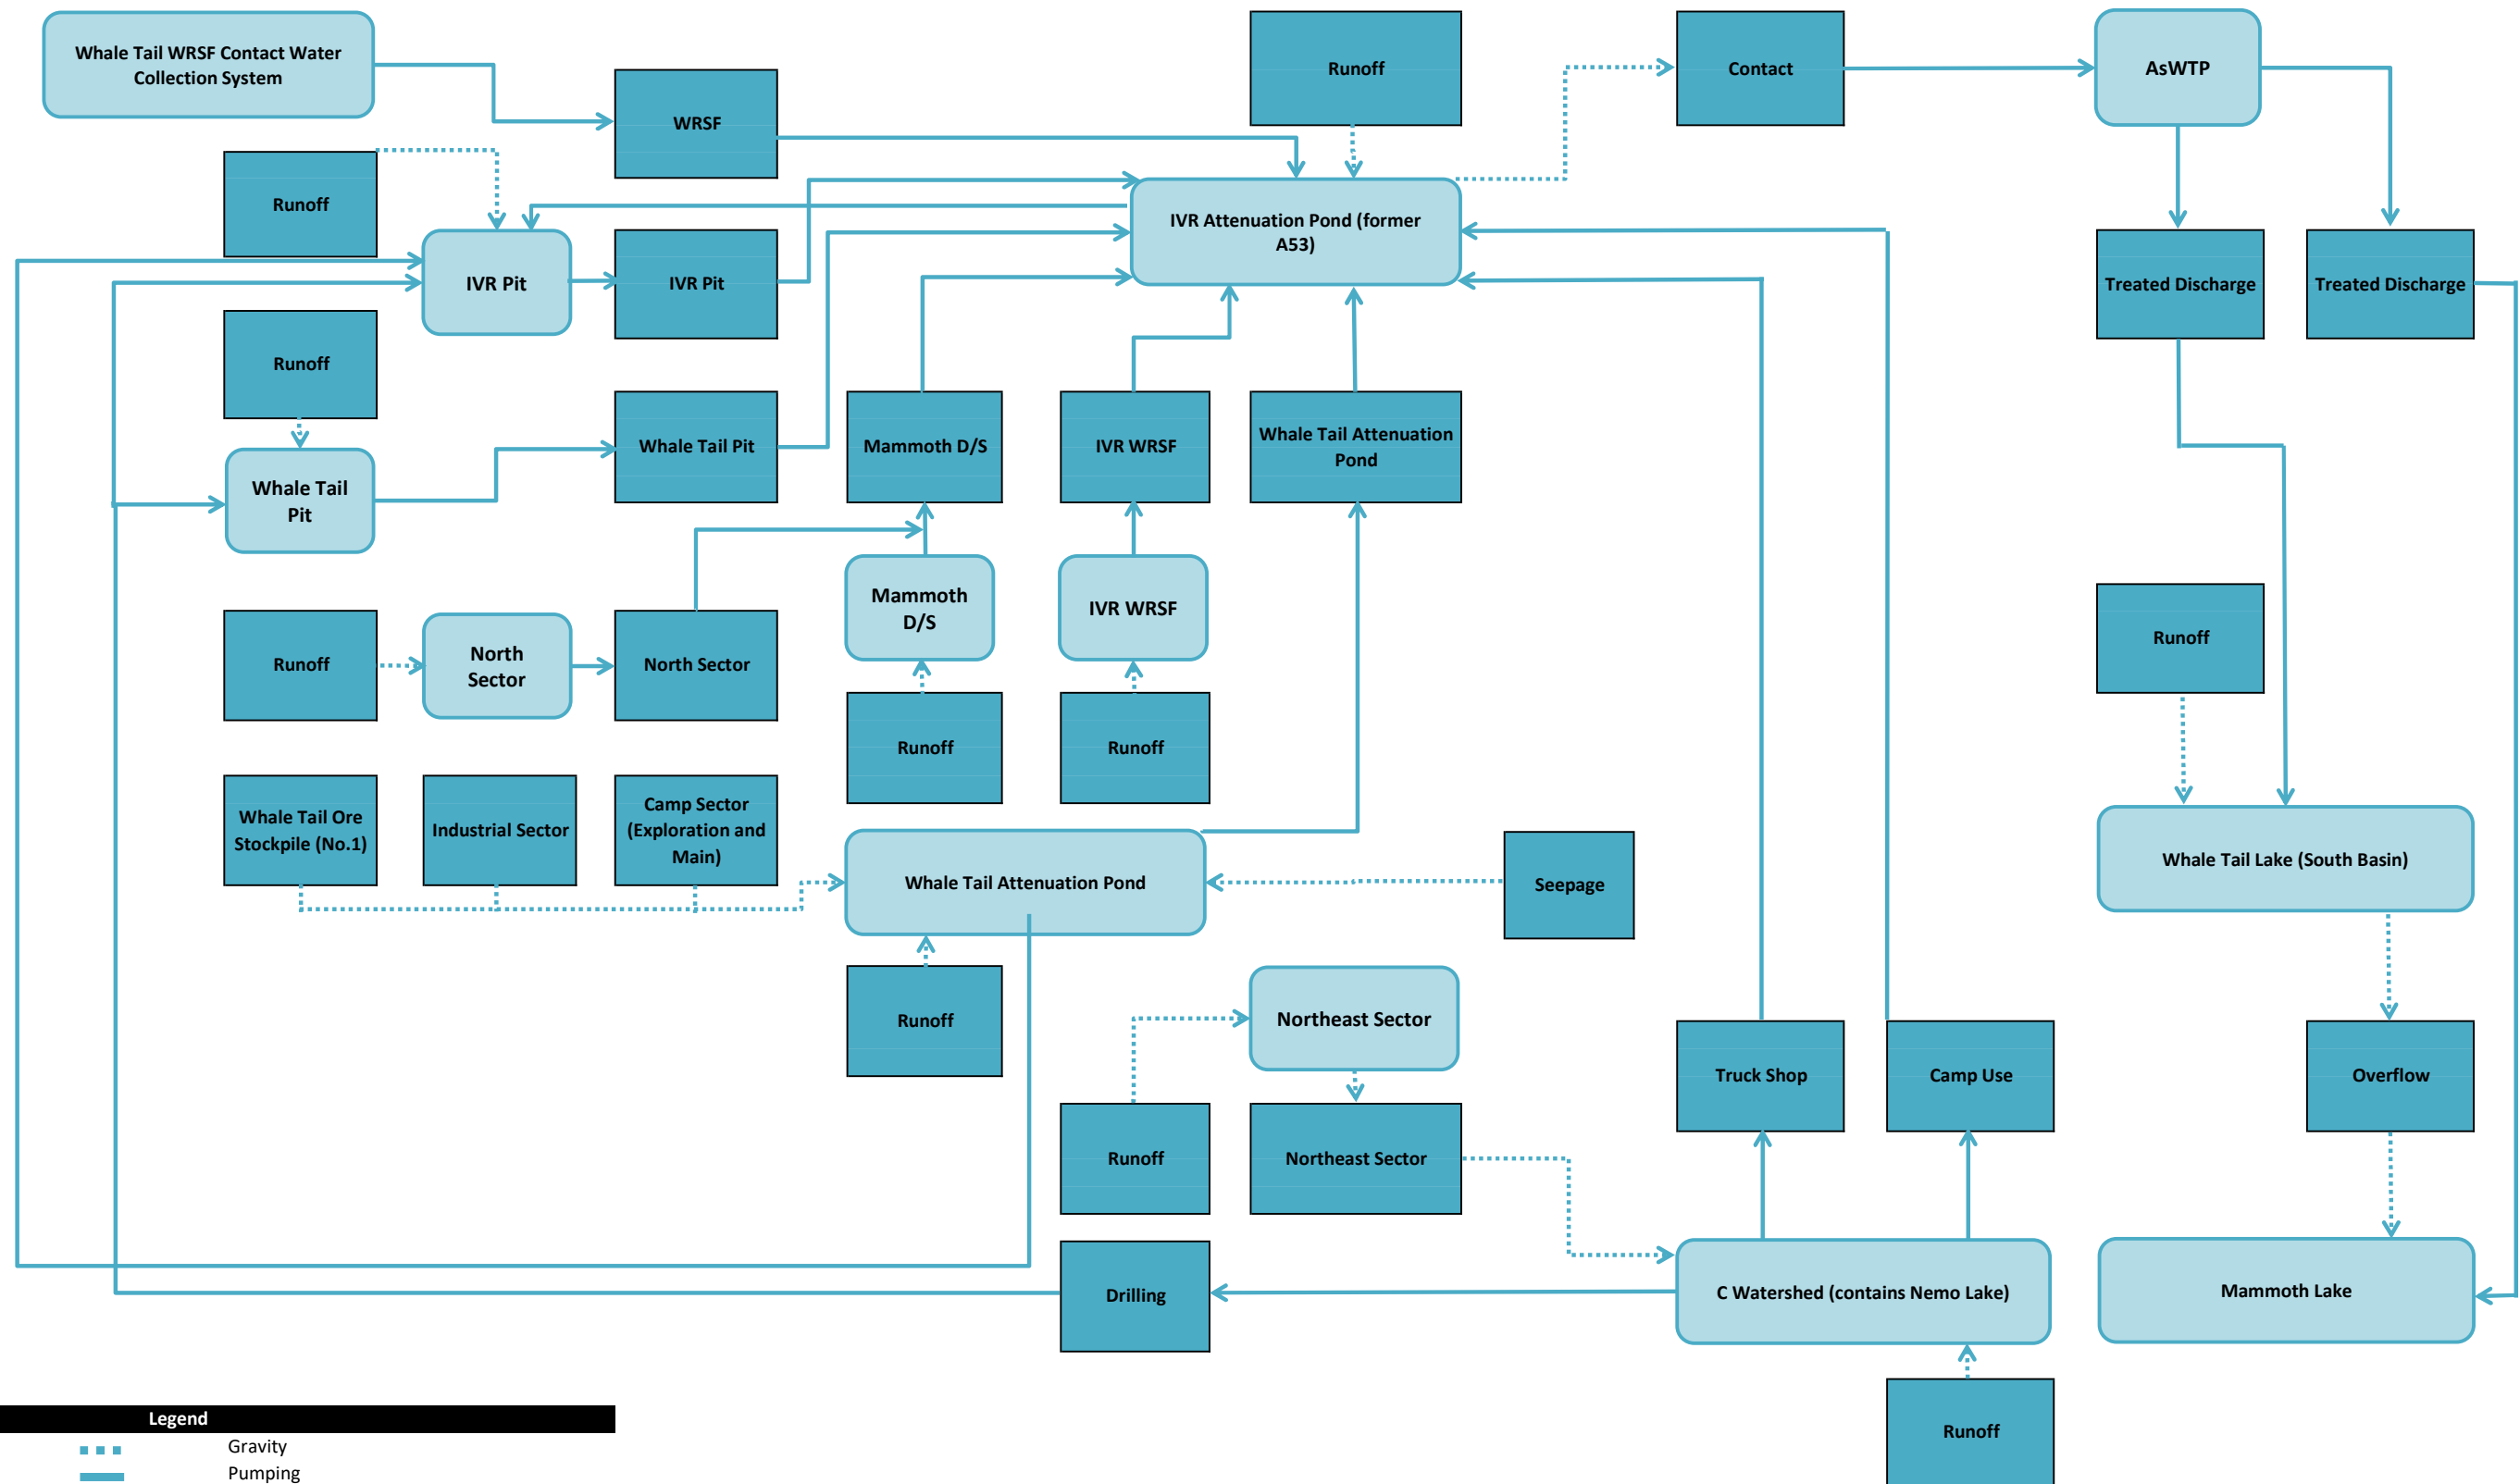 Whale Tail WRSF Contact Water
Collection System
WRSF
Runoff
Contact
AsWTP
Runoff
IVR Pit
IVR Pit
IVR Attenuation Pond (former
A53)
Treated Discharge
Treated Discharge
Runoff
Whale Tail
Pit
Whale Tail Pit
Mammoth D/S
IVR WRSF
Whale Tail Attenuation
Pond
Mammoth
D/S
IVR WRSF
Runoff
Runoff
North
Sector
North Sector
Runoff
Runoff
Whale Tail Ore
Stockpile (No.1)
Industrial Sector
Camp Sector
(Exploration and
Main)
Whale Tail Attenuation Pond
Seepage
Whale Tail Lake (South Basin)
Runoff
Northeast Sector
Truck Shop
Camp Use
Overflow
Runoff
Northeast Sector
Drilling
C Watershed (contains Nemo Lake)
Mammoth Lake
Runoff
Legend
Gravity
Pumping